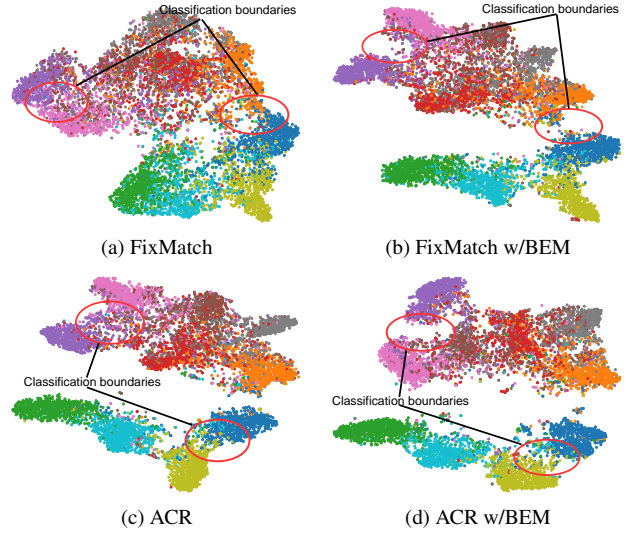 Classification boundaries
Classification boundaries
(a) FixMatch
(b) FixMatch w/BEM
Classification boundaries
Classification boundaries
(c) ACR
(d) ACR w/BEM